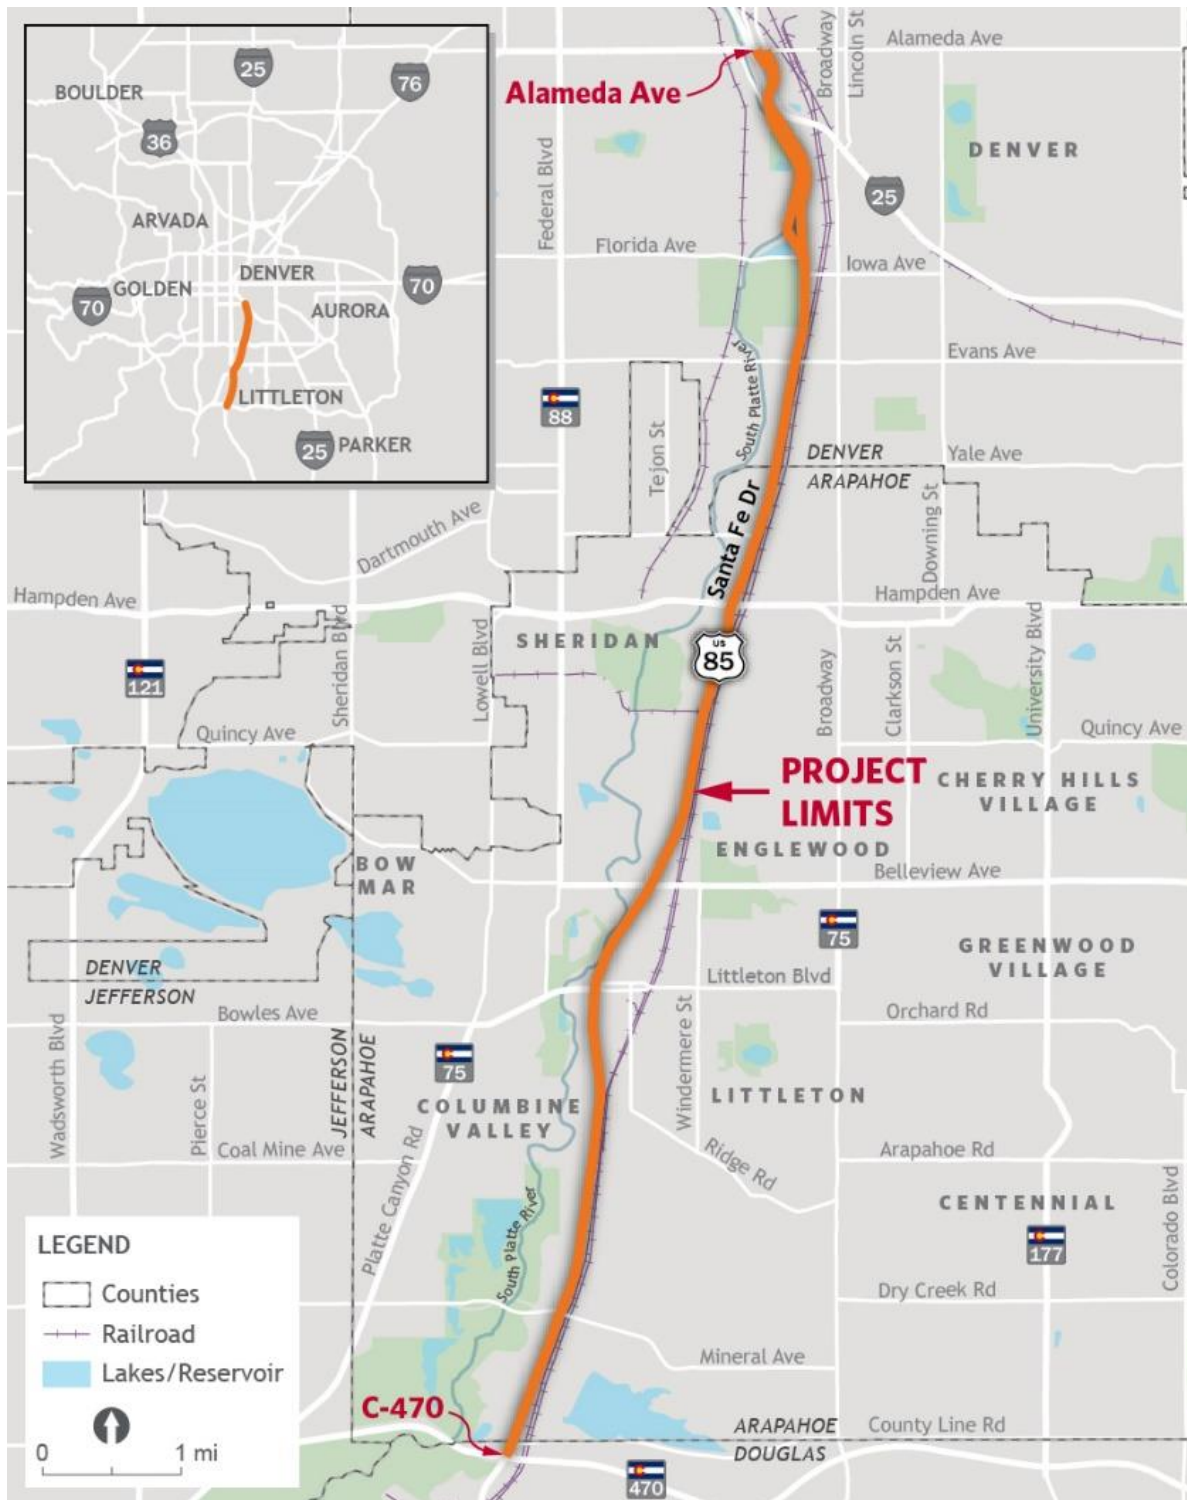 25
76
BOULDER
36
ARVADA
DENVER
GOLDEN
70
70
AURORA
LITTLETON
25
PARKER
Alameda Ave
Alameda Ave
Broadway
Lincoln St
DENVER
Federal Blvd
25
Florida Ave
Iowa Ave
Evans Ave
South Platte River
88
Tejon St
DENVER
ARAPAHOE
Yale Ave
Santa Fe Dr
Downing St
Dartmouth Ave
Hampden Ave
Hampden Ave
Sheridan Blvd
SHERIDAN
US
85
121
Lowell Blvd
Broadway
Clarkson St
University Blvd
Quincy Ave
Quincy Ave
PROJECT
LIMITS
CHERRY HILLS
VILLAGE
ENGLEWOOD
BOW
MAR
Belleview Ave
75
GREENWOOD
VILLAGE
DENVER
JEFFERSON
Littleton Blvd
Bowles Ave
Orchard Rd
Wadsworth Blvd
Pierce St
JEFFERSON
ARAPAHOE
75
Windermere St
COLUMBINE
VALLEY
LITTLETON
Coal Mine Ave
Platte Canyon Rd
Ridge Rd
Arapahoe Rd
CENTENNIAL
177
Colorado Blvd
South Platte River
Dry Creek Rd
Mineral Ave
C-470
ARAPAHOE
DOUGLAS
County Line Rd
470
LEGEND
Counties
Railroad
Lakes/Reservoir
0
1 mi